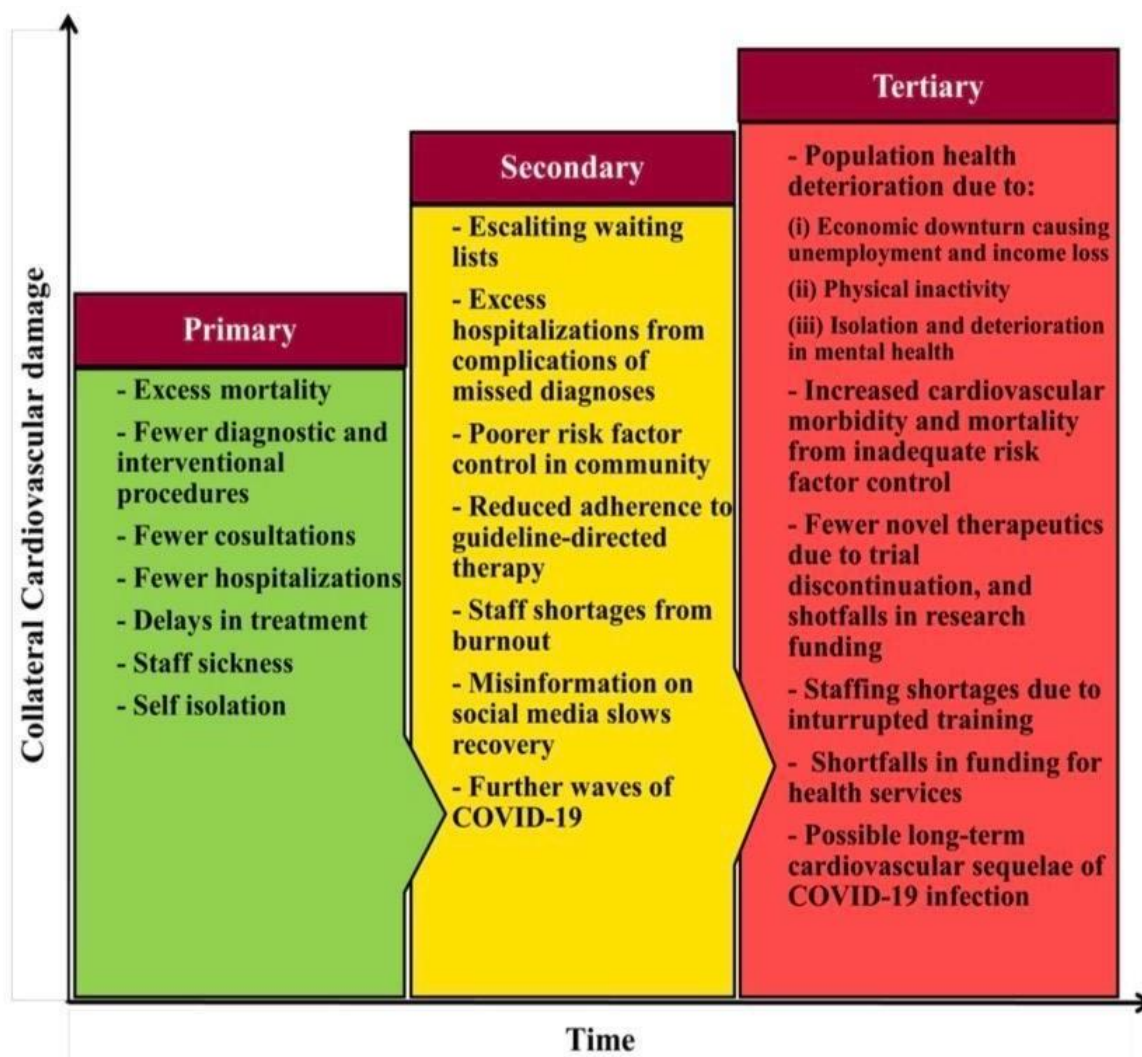 Collateral Cardiovascular damage
Primary
- Excess mortality
- Fewer diagnostic and
interventional
procedures
- Fewer cosultations
- Fewer hospitalizations
- Delays in treatment
- Staff sickness
- Self isolation
Secondary
- Escaliting waiting
lists
- Excess
hospitalizations from
complications of
missed diagnoses
- Poorer risk factor
control in community
- Reduced adherence to
guideline-directed
therapy
- Staff shortages from
burnout
- Misinformation on
social media slows
recovery
- Further waves of
COVID-19
Tertiary
- Population health
deterioration due to:
(i) Economic downturn causing
unemployment and income loss
(ii) Physical inactivity
(iii) Isolation and deterioration
in mental health
- Increased cardiovascular
morbidity and mortality
from inadequate risk
factor control
- Fewer novel therapeutics
due to trial
discontinuation, and
shotfalls in research
funding
- Staffing shortages due to
inturrupted training
- Shortfalls in funding for
health services
- Possible long-term
cardiovascular sequelae of
COVID-19 infection
Time